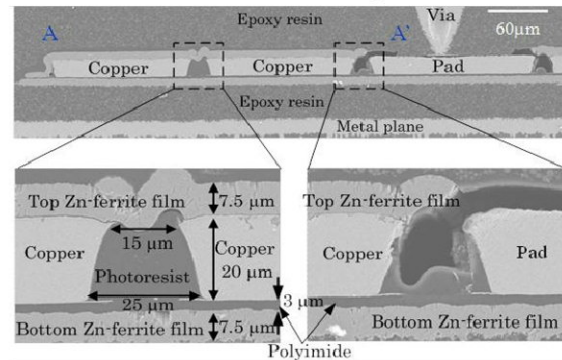 Epoxy resin
Via
60μm
A
A'
Copper
Copper
Pad
Epoxy resin
Metal plane
Top Zn-ferrite film
7.5 μm
Copper
15 μm
Copper
20 μm
Photoresist
25 μm
3 μm
Bottom Zn-ferrite film
7.5 μm
Polyimide
Top Zn-ferrite film
Copper
Pad
Bottom Zn-ferrite film